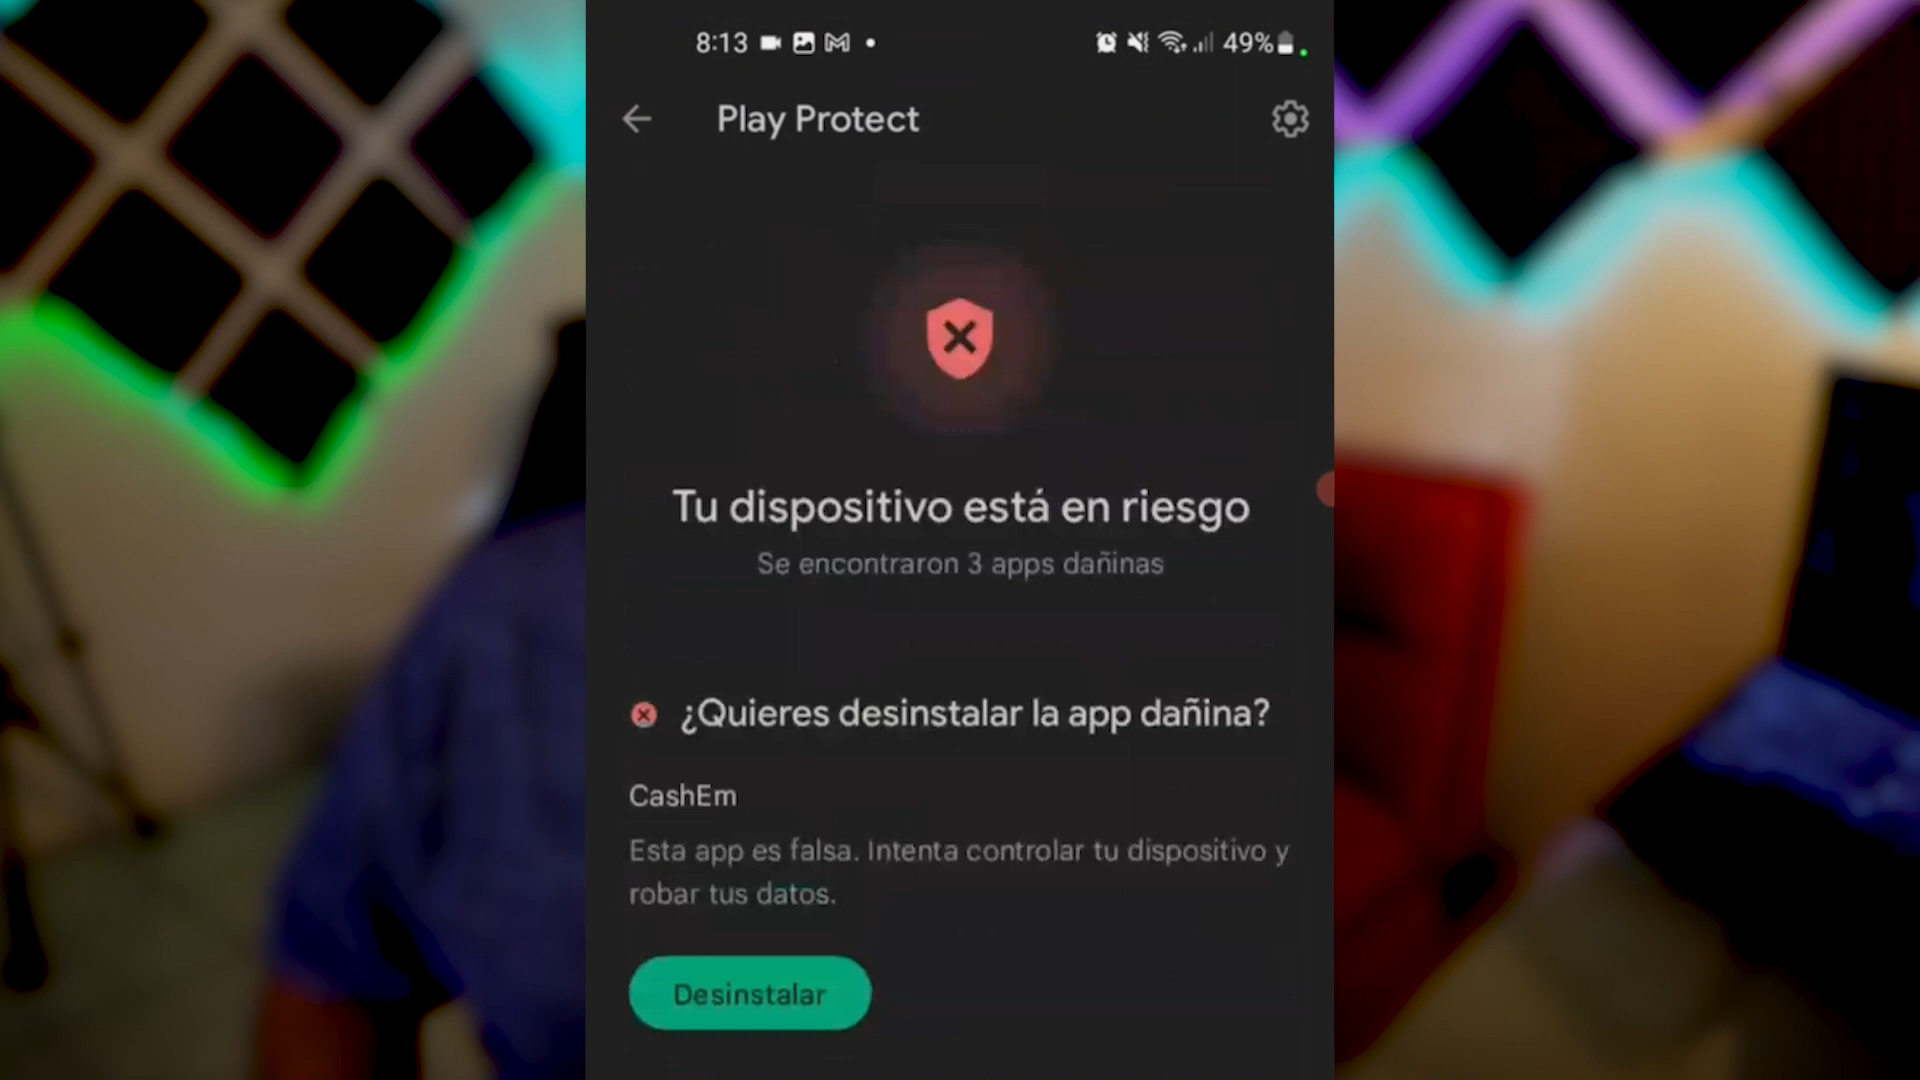 8:13
49%
Play Protect
Tu dispositivo está en riesgo
Se encontraron 3 apps dañinas
¿Quieres desinstalar la app dañina?
CashEm
Esta app es falsa. Intenta controlar tu dispositivo y
robar tus datos.
Desinstalar